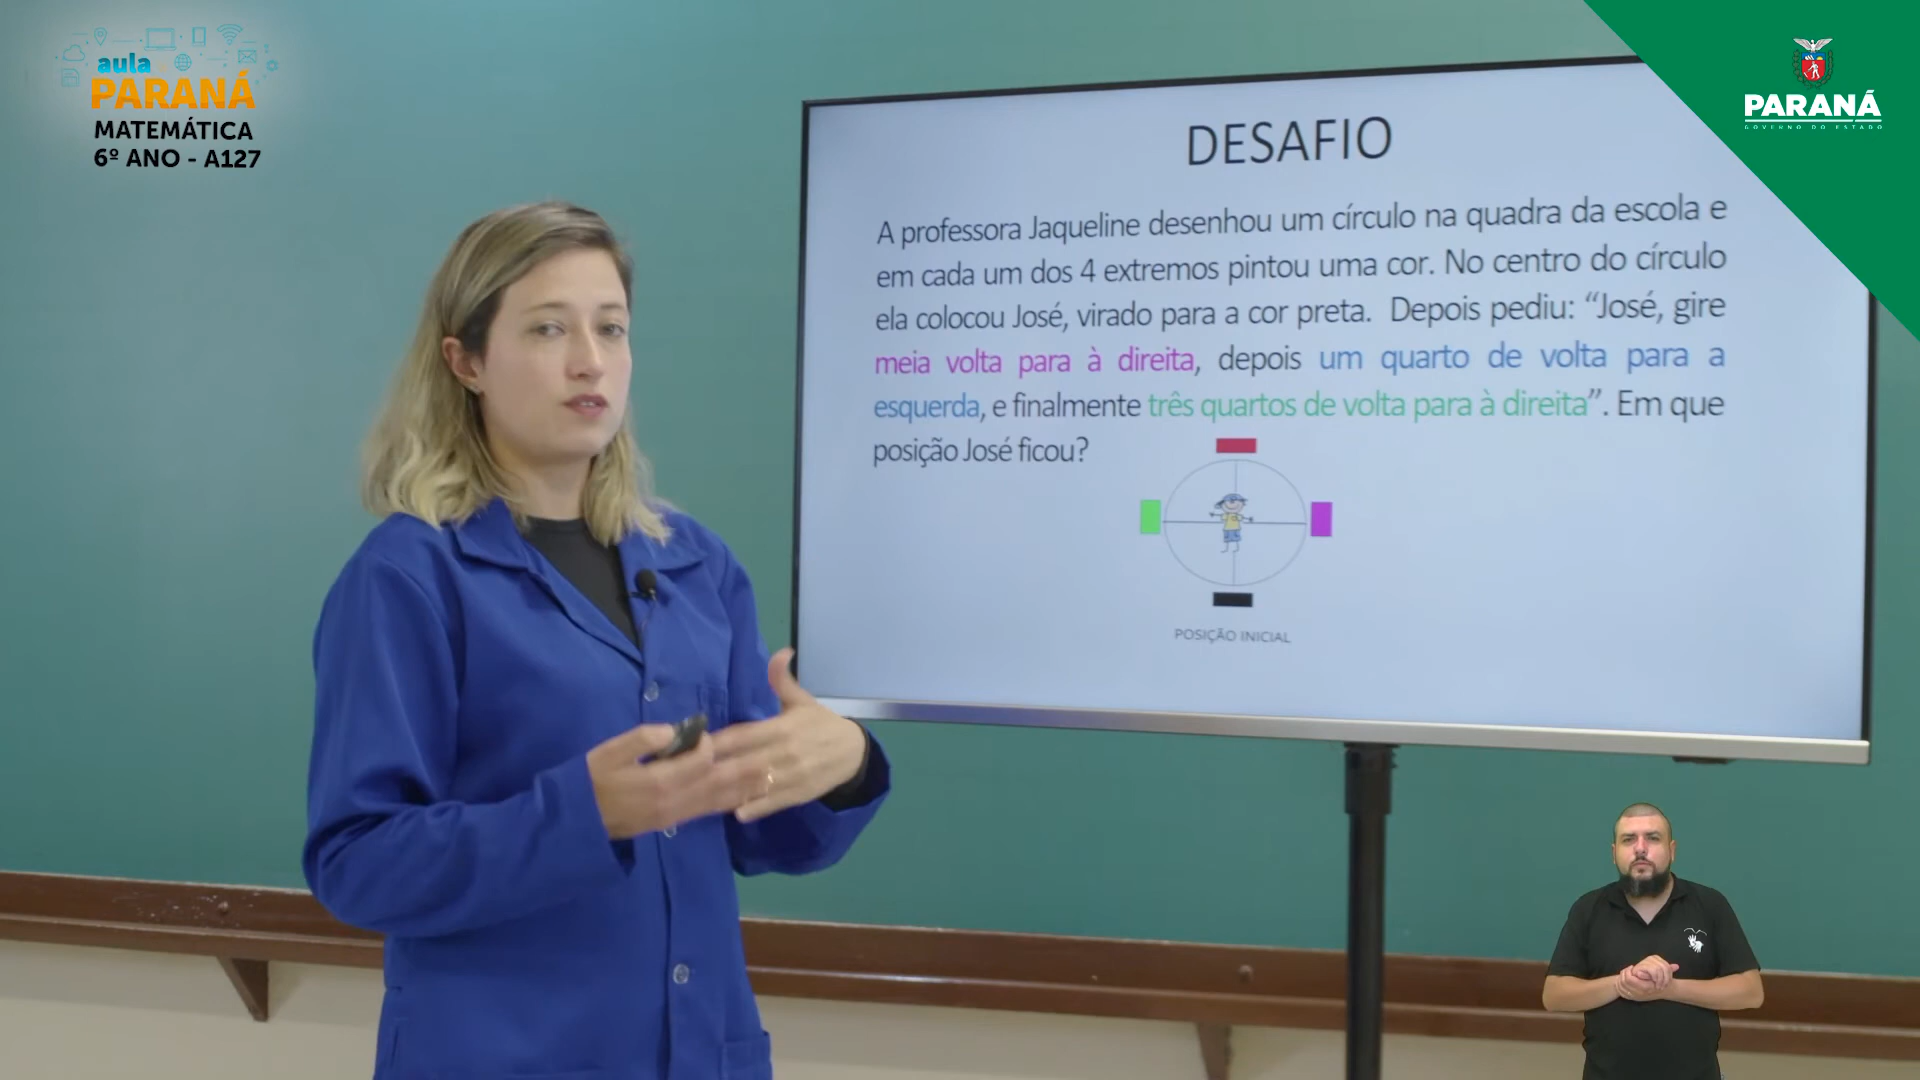 aula
PARANÁ
MATEMÁTICA
6º ANO - A127
PARANÁ
GOVERNO DO ESTADO
DESAFIO
A professora Jaqueline desenhou um círculo na quadra da escola e
em cada um dos 4 extremos pintou uma cor. No centro do círculo
ela colocou José, virado para a cor preta. Depois pediu: “José, gire
meia volta para à direita, depois um quarto de volta para a
esquerda, e finalmente três quartos de volta para à direita”. Em que
posição José ficou?
POSIÇÃO INICIAL